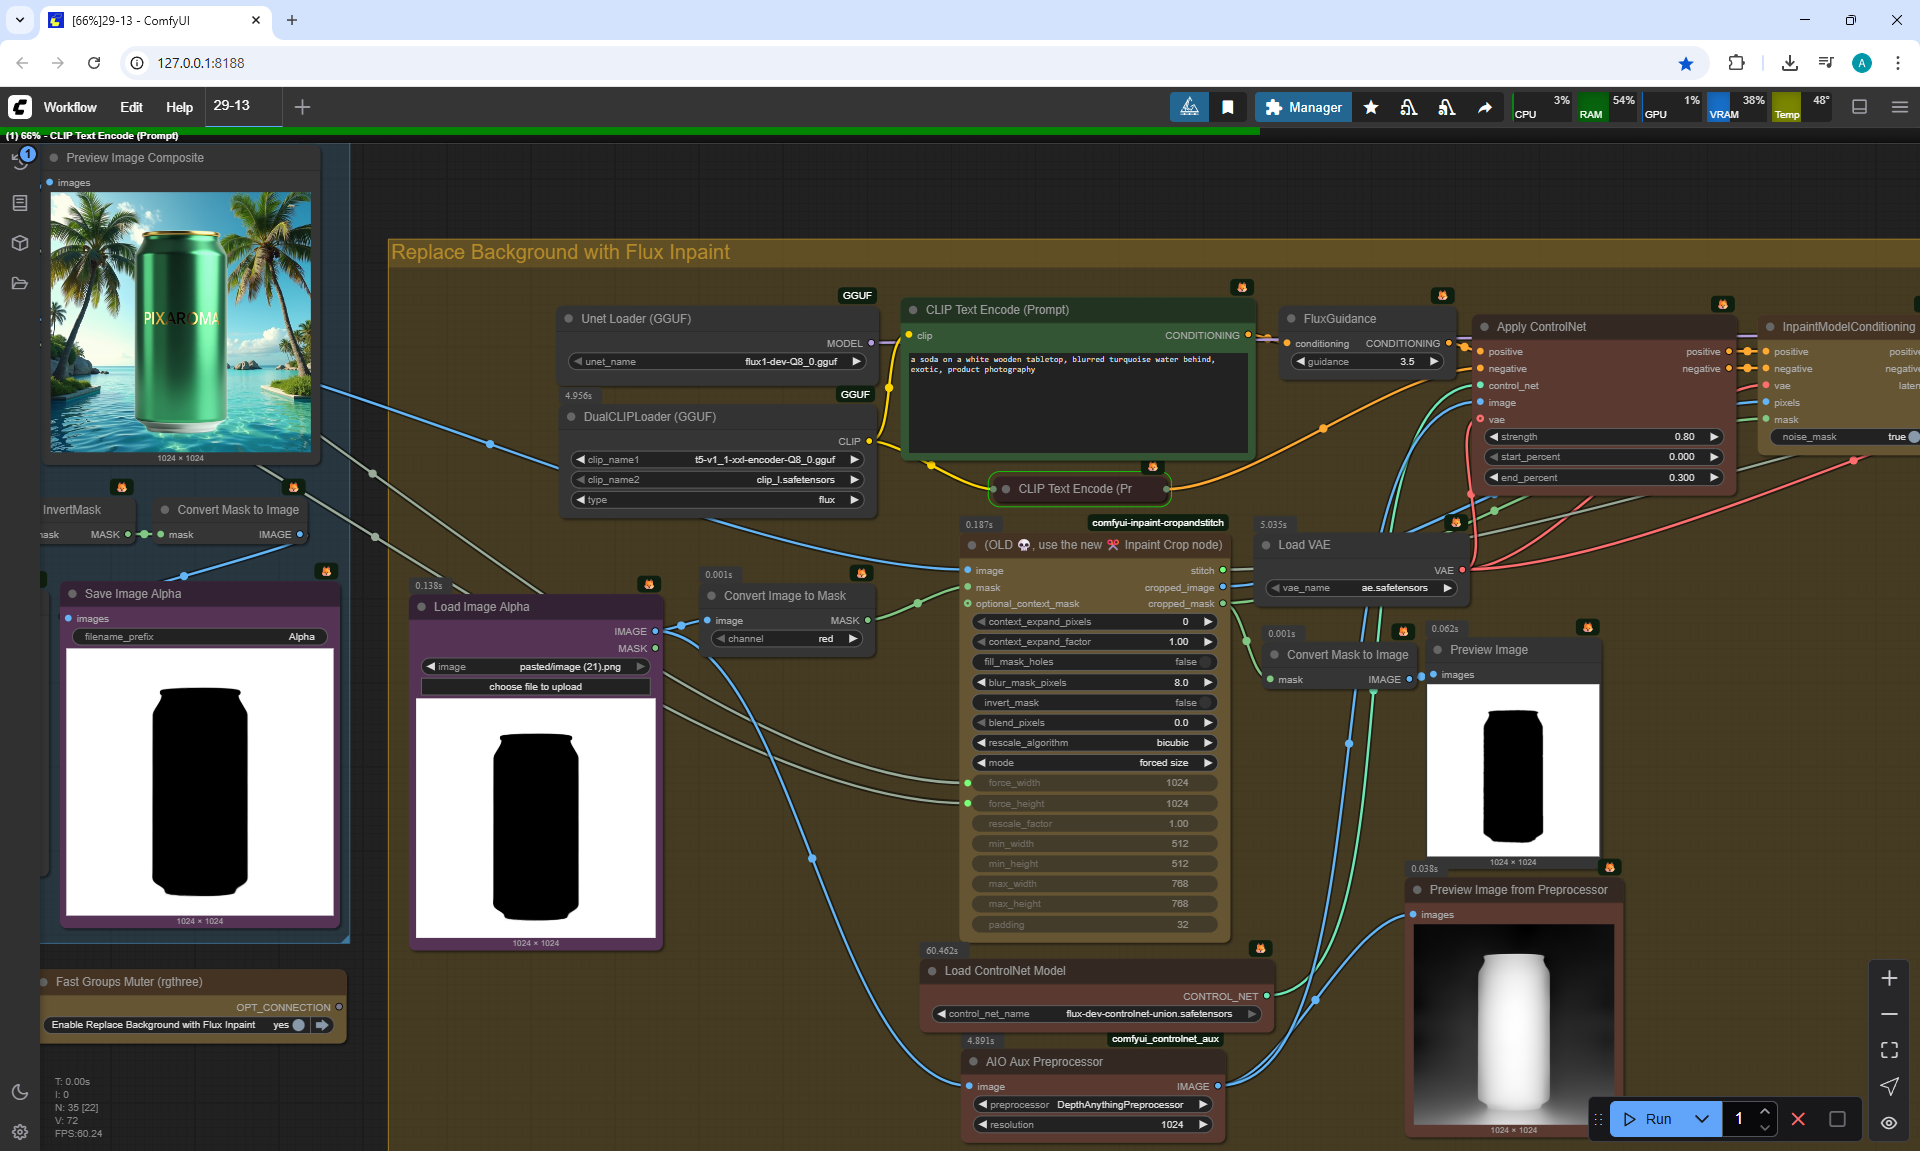 [66%]29-13 - ComfyUI
127.0.0.1:8188
A
Workflow
Edit
Help
29-13
Manager
3%
CPU
54%
RAM
1%
GPU
38%
VRAM
48°
Temp
(1) 66% - CLIP Text Encode (Prompt)
1
Preview Image Composite
images
PIXAROMA
1024 × 1024
InvertMask
mask
MASK
Convert Mask to Image
mask
IMAGE
Save Image Alpha
images
filename_prefix
Alpha
1024 × 1024
Fast Groups Muter (rgthree)
OPT_CONNECTION
Enable Replace Background with Flux Inpaint
yes
T: 0.00s
I: 0
N: 35 [22]
V: 72
FPS:60.24
Replace Background with Flux Inpaint
GGUF
Unet Loader (GGUF)
MODEL
unet_name
flux1-dev-Q8_0.gguf
4.956s
GGUF
DualCLIPLoader (GGUF)
CLIP
clip_name1
t5-v1_1-xxl-encoder-Q8_0.gguf
clip_name2
clip_l.safetensors
type
flux
CLIP Text Encode (Prompt)
clip
CONDITIONING
a soda on a white wooden tabletop, blurred turquoise water behind,
exotic, product photography
CLIP Text Encode (Pr
FluxGuidance
conditioning
CONDITIONING
guidance
3.5
Apply ControlNet
positive
positive
negative
negative
control_net
image
vae
strength
0.80
start_percent
0.000
end_percent
0.300
InpaintModelConditioning
positive
positive
negative
negative
vae
pixels
mask
noise_mask
true
0.138s
Load Image Alpha
IMAGE
MASK
image
pasted/image (21).png
choose file to upload
1024 × 1024
0.001s
Convert Image to Mask
image
MASK
channel
red
0.187s
comfyui-inpaint-cropandstitch
(OLD 💀, use the new ✂️ Inpaint Crop node)
image
stitch
mask
cropped_image
optional_context_mask
cropped_mask
context_expand_pixels
0
context_expand_factor
1.00
fill_mask_holes
false
blur_mask_pixels
8.0
invert_mask
false
blend_pixels
0.0
rescale_algorithm
bicubic
mode
forced size
force_width
1024
force_height
1024
rescale_factor
1.00
min_width
512
min_height
512
max_width
768
max_height
768
padding
32
5.035s
Load VAE
VAE
vae_name
ae.safetensors
0.001s
Convert Mask to Image
mask
IMAGE
0.062s
Preview Image
images
1024 × 1024
0.038s
Preview Image from Preprocessor
images
1024 × 1024
60.462s
Load ControlNet Model
CONTROL_NET
control_net_name
flux-dev-controlnet-union.safetensors
4.891s
comfyui_controlnet_aux
AIO Aux Preprocessor
image
IMAGE
preprocessor
DepthAnythingPreprocessor
resolution
1024
Run
1